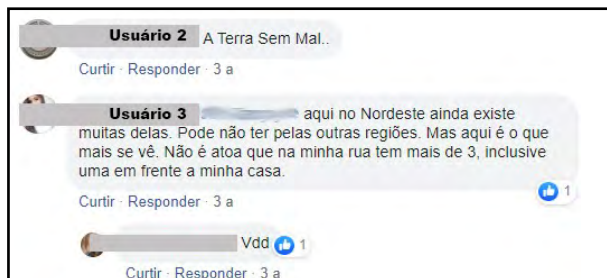 Usuário 2 A Terra Sem Mal..
Curtir · Responder · 3 a
Usuário 3 aqui no Nordeste ainda existe
muitas delas. Pode não ter pelas outras regiões. Mas aqui é o que
mais se vê. Não é atoa que na minha rua tem mais de 3, inclusive
uma em frente a minha casa.
1
Curtir · Responder · 3 a
Vdd 1
Curtir · Responder · 3 a